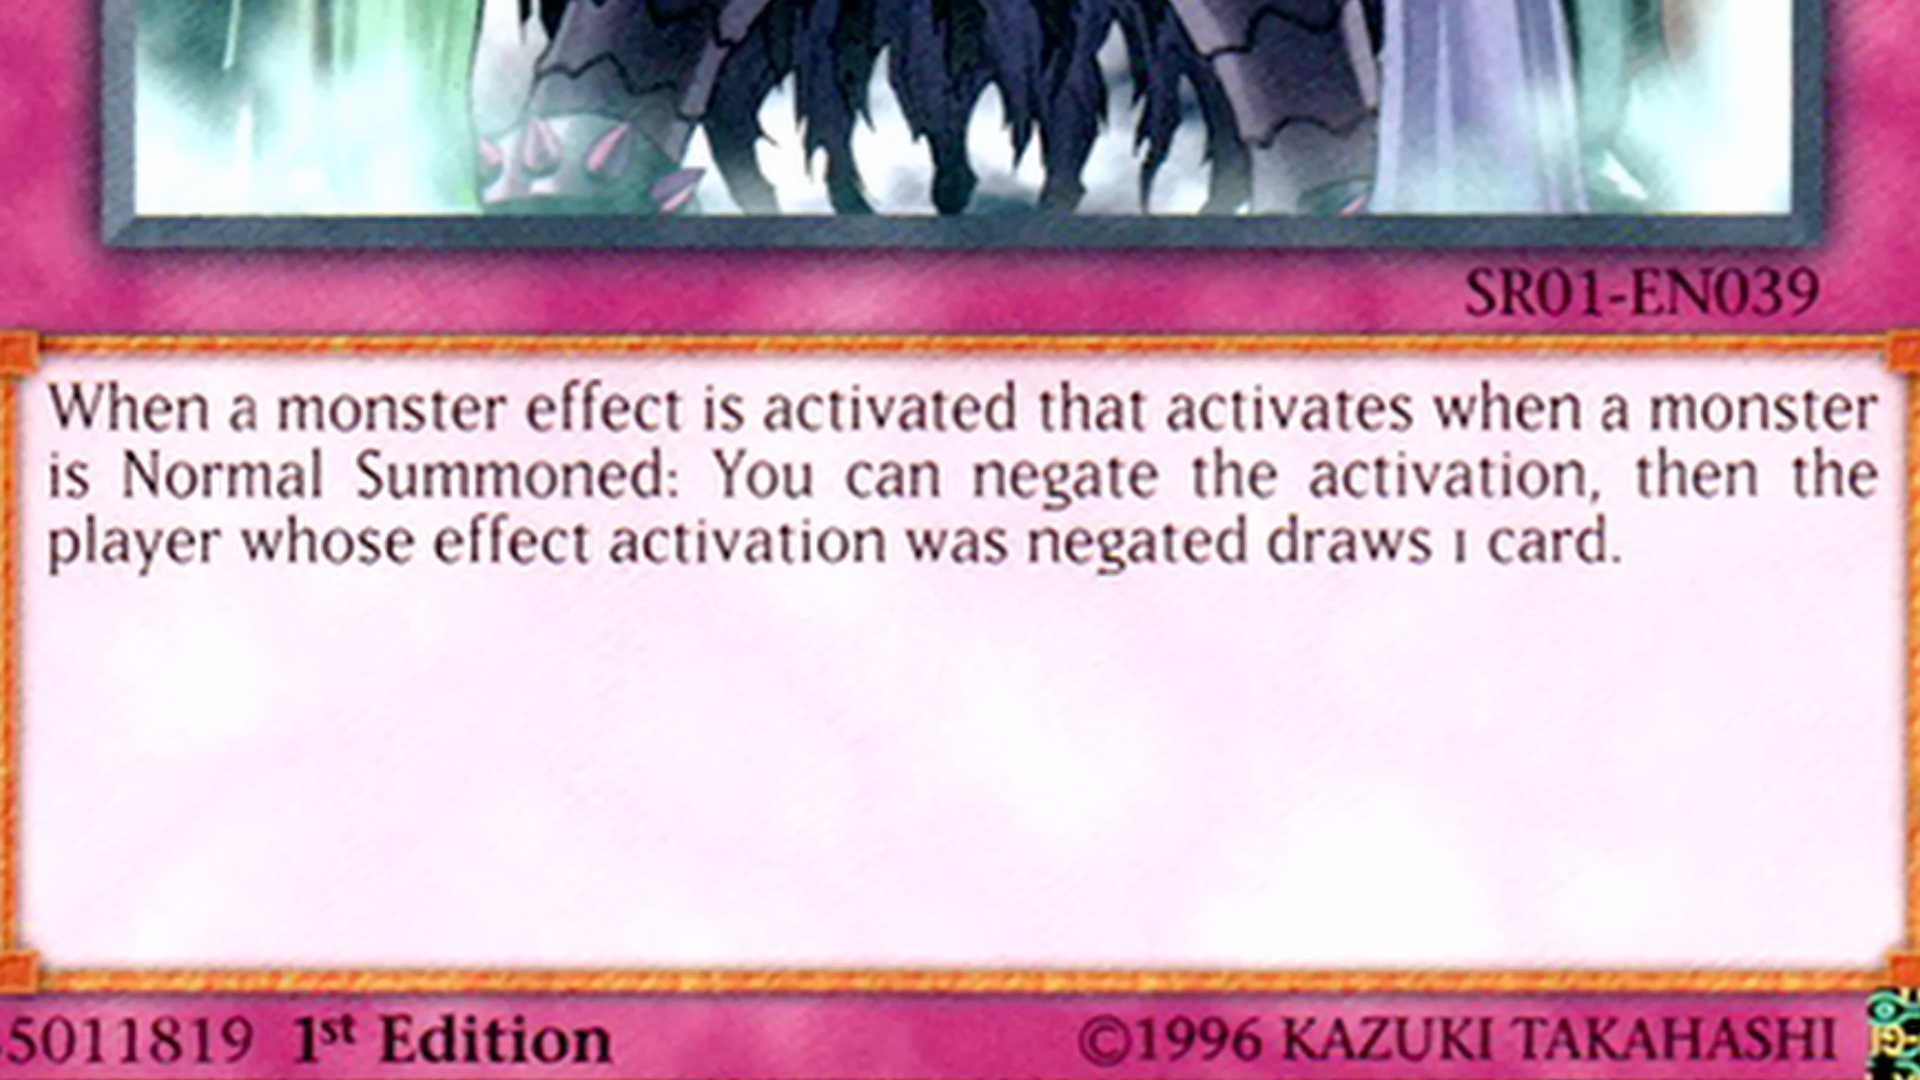 SR01-EN039
When a monster effect is activated that activates when a monster
is Normal Summoned: You can negate the activation, then the
player whose effect activation was negated draws 1 card.
5011819 1st Edition
©1996 KAZUKI TAKAHASHI